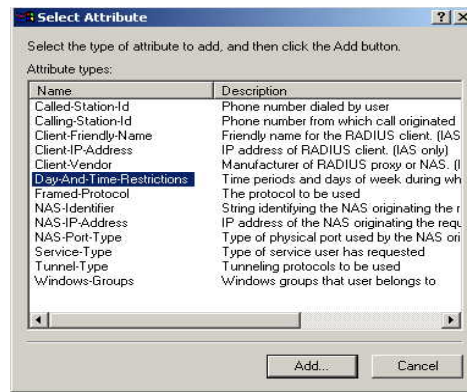 Select Attribute
Select the type of attribute to add, and then click the Add button.
Attribute types:
Name Description
Called-Station-Id Phone number dialed by user
Calling-Station-Id Phone number from which call originated
Client-Friendly-Name Friendly name for the RADIUS client. (IAS
Client-IP-Address IP address of RADIUS client. (IAS only)
Client-Vendor Manufacturer of RADIUS proxy or NAS. (I
Day-And-Time-Restrictions Time periods and days of week during wh
Framed-Protocol The protocol to be used
NAS-Identifier String identifying the NAS originating the r
NAS-IP-Address IP address of the NAS originating the requ
NAS-Port-Type Type of physical port used by the NAS ori
Service-Type Type of service user has requested
Tunnel-Type Tunneling protocols to be used
Windows-Groups Windows groups that user belongs to
Add... Cancel